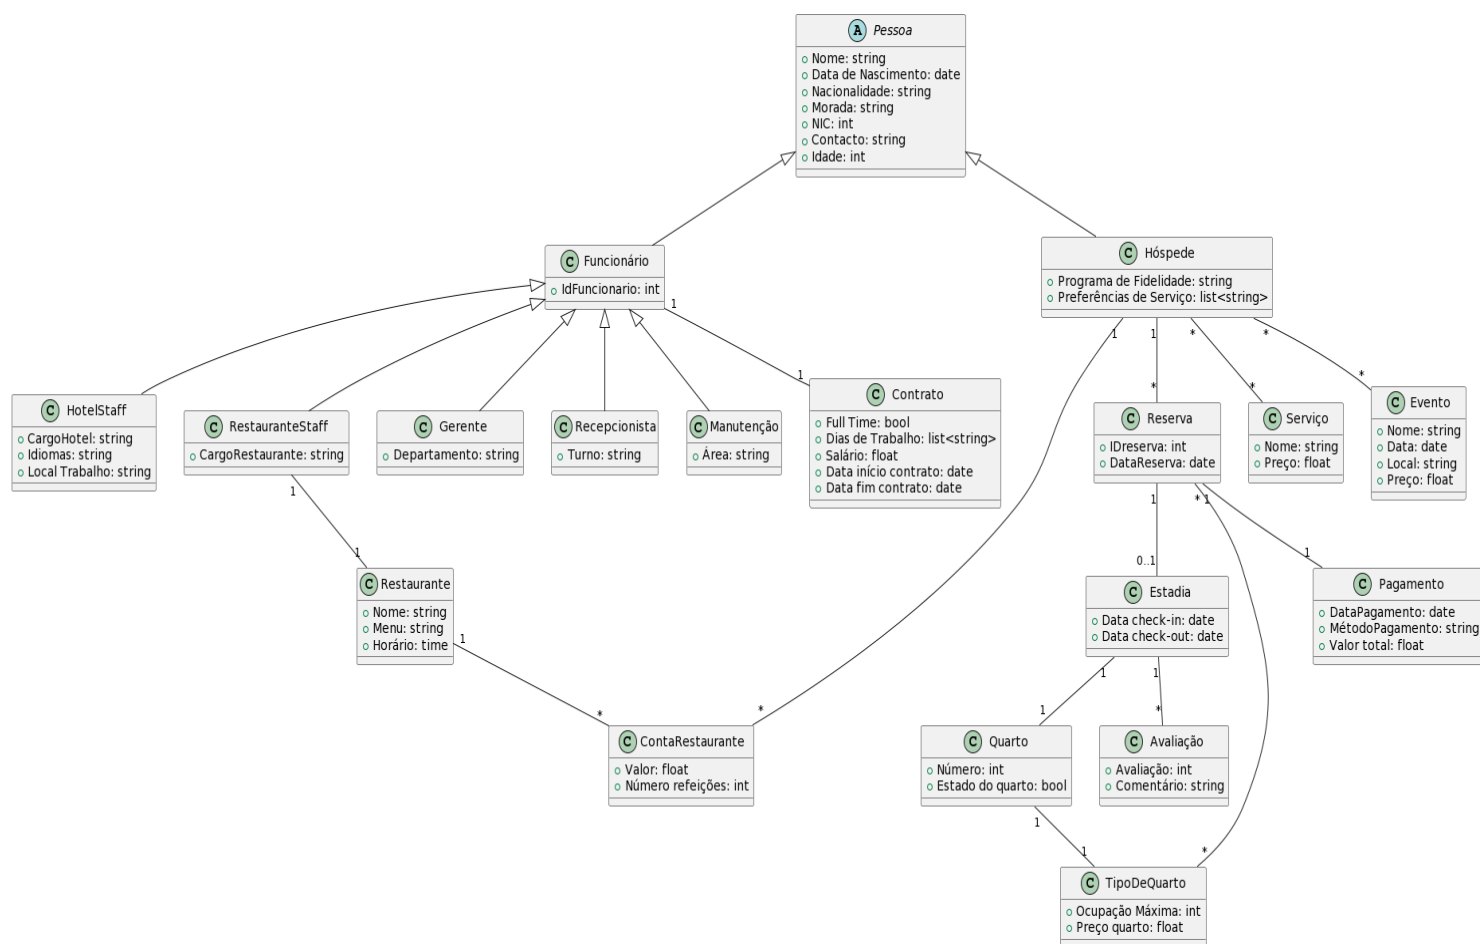 A Pessoa
Nome: string
Data de Nascimento: date
Nacionalidade: string
Morada: string
NIC: int
Contacto: string
Idade: int
C Funcionário
IdFuncionario: int
C Hóspede
Programa de Fidelidade: string
Preferências de Serviço: list<string>
1
1
1
1
*
*
1
*
*
*
C HotelStaff
CargoHotel: string
Idiomas: string
Local Trabalho: string
C RestauranteStaff
CargoRestaurante: string
C Gerente
Departamento: string
C Recepcionista
Turno: string
C Manutenção
Área: string
C Contrato
Full Time: bool
Dias de Trabalho: list<string>
Salário: float
Data início contrato: date
Data fim contrato: date
C Reserva
IDreserva: int
DataReserva: date
C Serviço
Nome: string
Preço: float
C Evento
Nome: string
Data: date
Local: string
Preço: float
1
1
* 1
1
0..1
1
C Restaurante
Nome: string
Menu: string
Horário: time
C Estadia
Data check-in: date
Data check-out: date
C Pagamento
DataPagamento: date
MétodoPagamento: string
Valor total: float
1
1
1
*
*
1
*
C ContaRestaurante
Valor: float
Número refeições: int
C Quarto
Número: int
Estado do quarto: bool
C Avaliação
Avaliação: int
Comentário: string
1
1
*
C TipoDeQuarto
Ocupação Máxima: int
Preço quarto: float